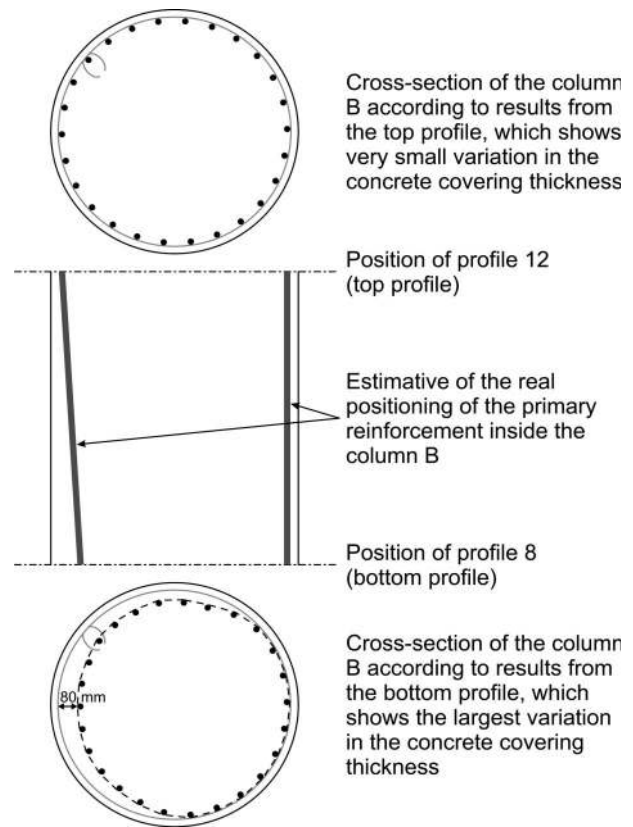 Cross-section of the column
B according to results from
the top profile, which shows
very small variation in the
concrete covering thickness
Position of profile 12
(top profile)
Estimative of the real
positioning of the primary
reinforcement inside the
column B
Position of profile 8
(bottom profile)
Cross-section of the column
B according to results from
the bottom profile, which
shows the largest variation
in the concrete covering
thickness
80 mm